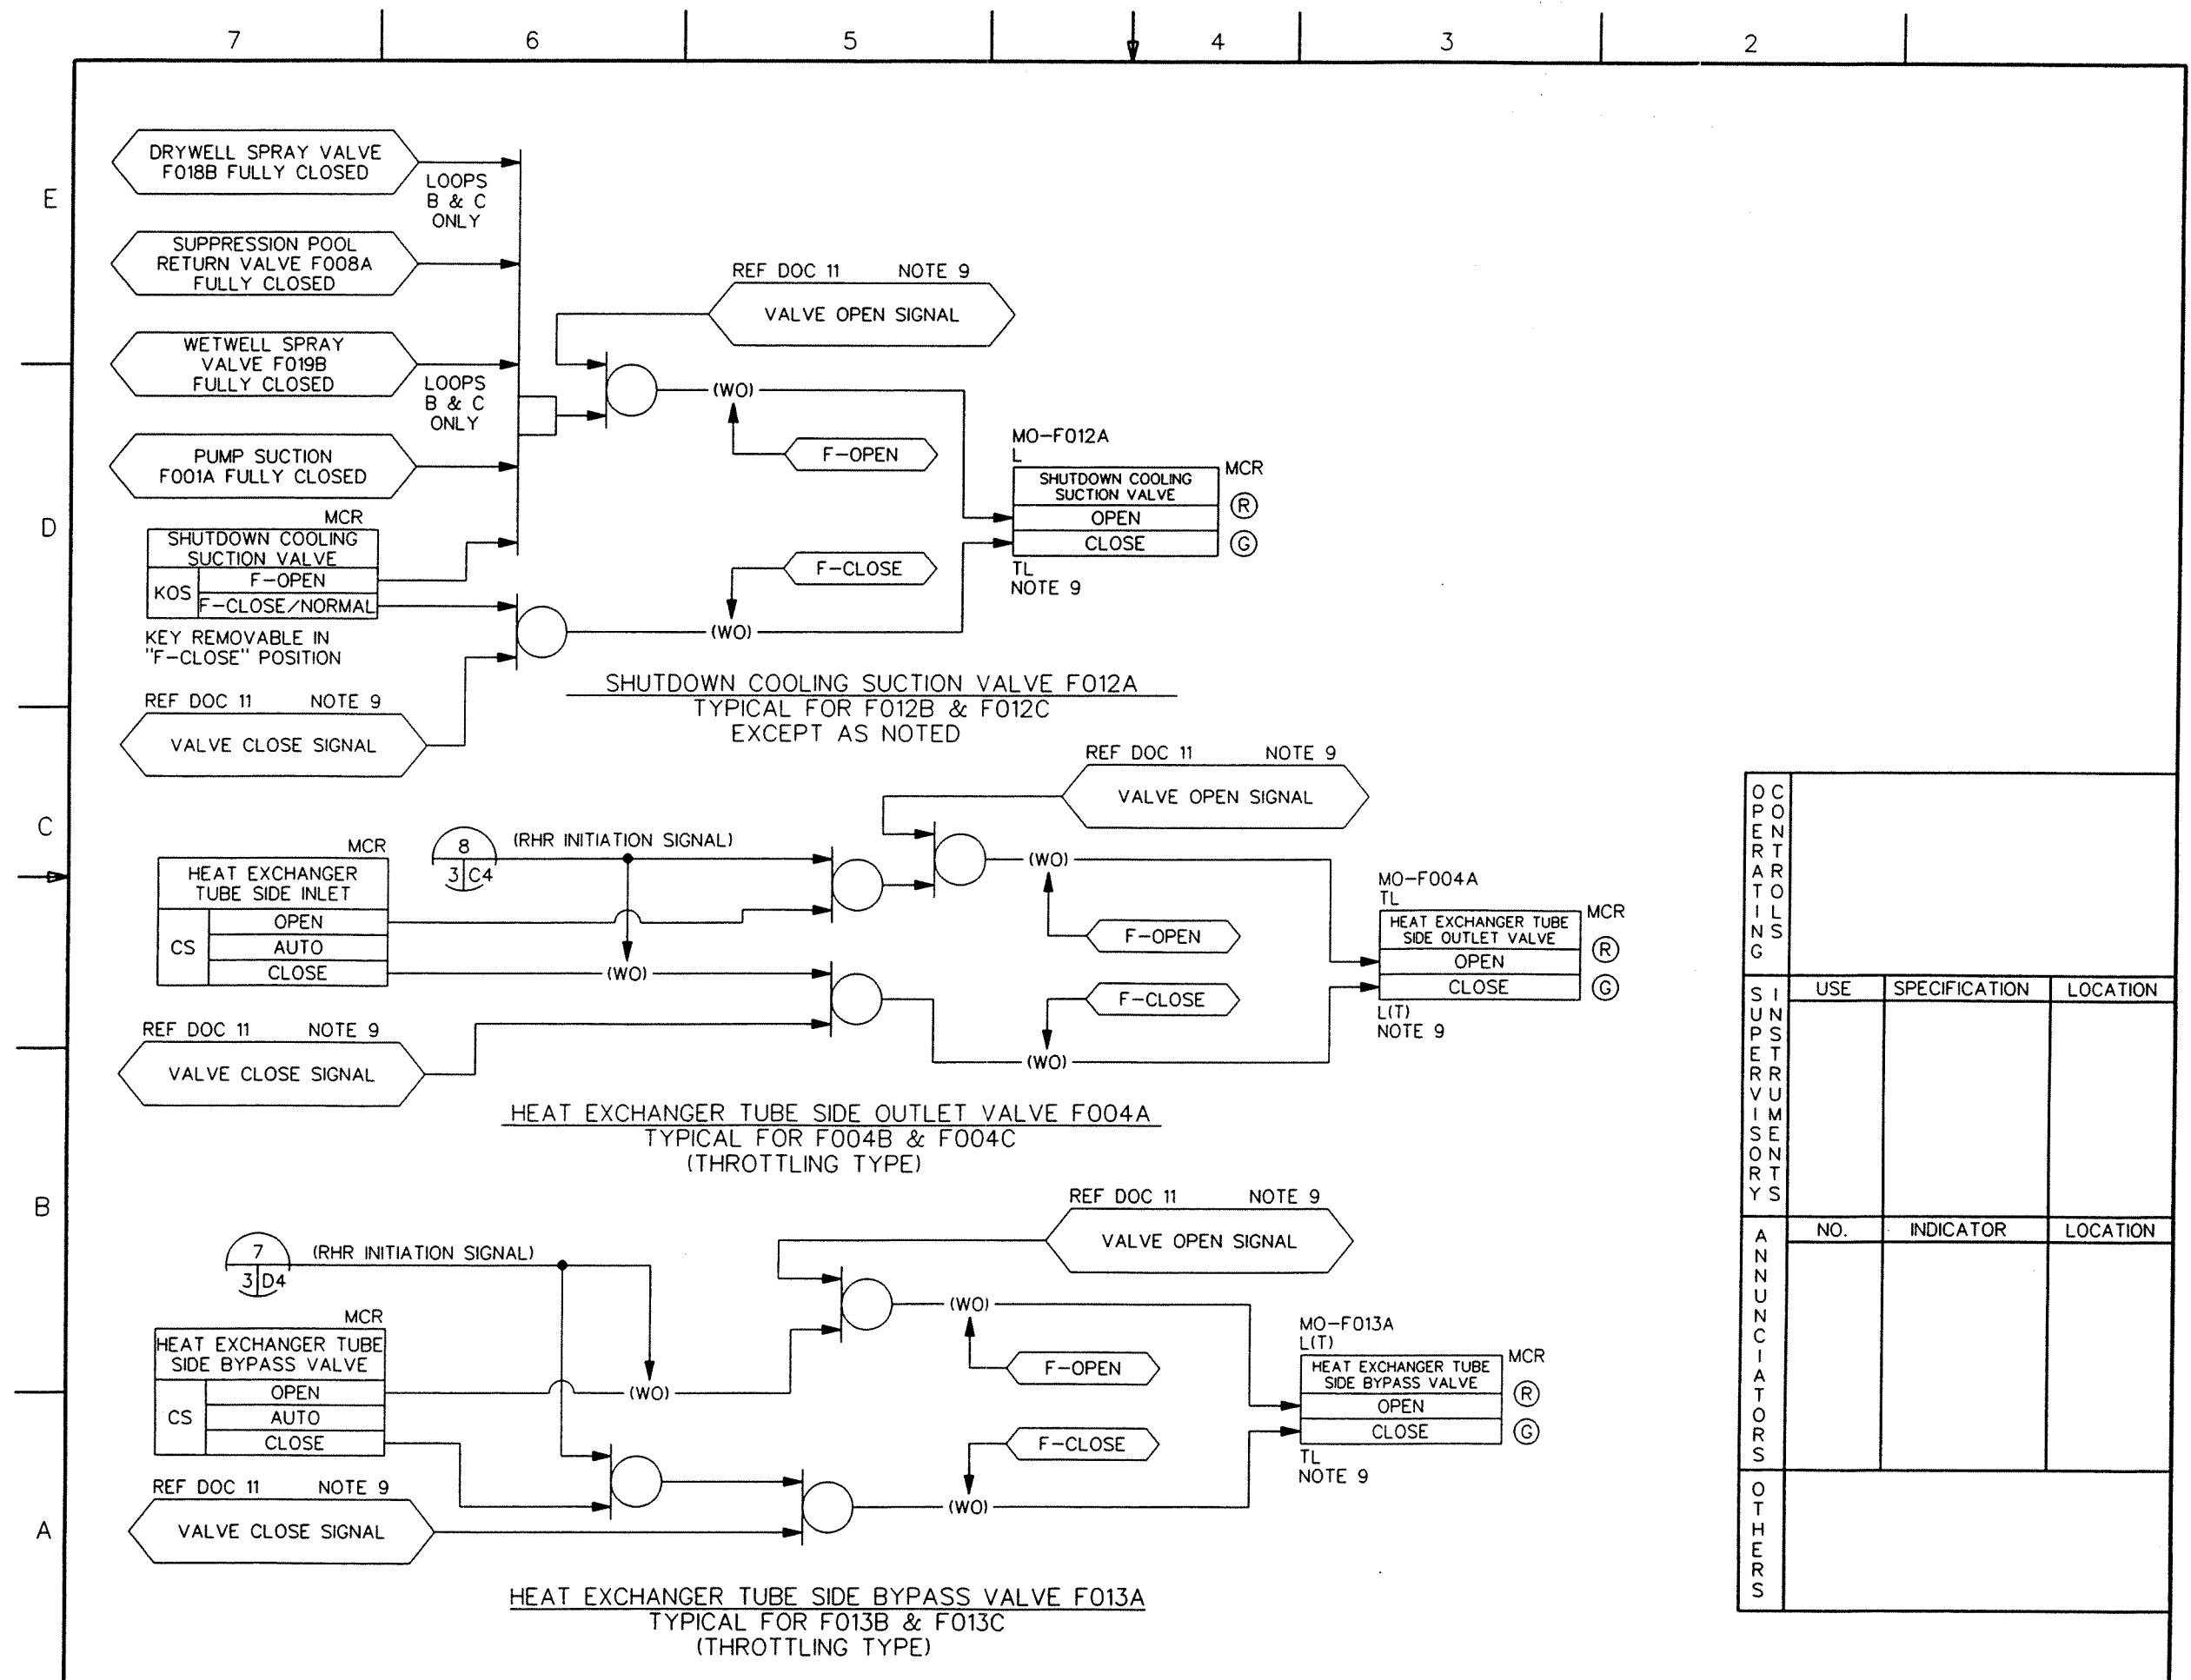 7 6 5 4 3 2
E
D
C
B
A
DRYWELL SPRAY VALVE
F018B FULLY CLOSED
LOOPS
B & C
ONLY
SUPPRESSION POOL
RETURN VALVE F008A
FULLY CLOSED
WETWELL SPRAY
VALVE F019B
FULLY CLOSED
LOOPS
B & C
ONLY
PUMP SUCTION
F001A FULLY CLOSED
MCR
SHUTDOWN COOLING
SUCTION VALVE
KOS
F-OPEN
F-CLOSE/NORMAL
KEY REMOVABLE IN
"F-CLOSE" POSITION
REF DOC 11 NOTE 9
VALVE CLOSE SIGNAL
REF DOC 11 NOTE 9
VALVE OPEN SIGNAL
(WO)
F-OPEN
F-CLOSE
(WO)
MO-F012A
L
MCR
SHUTDOWN COOLING
SUCTION VALVE
OPEN
CLOSE
R
G
TL
NOTE 9
SHUTDOWN COOLING SUCTION VALVE F012A
TYPICAL FOR F012B & F012C
EXCEPT AS NOTED
REF DOC 11 NOTE 9
VALVE OPEN SIGNAL
8
3 C4
(RHR INITIATION SIGNAL)
MCR
HEAT EXCHANGER
TUBE SIDE INLET
CS
OPEN
AUTO
CLOSE
(WO)
REF DOC 11 NOTE 9
VALVE CLOSE SIGNAL
(WO)
F-OPEN
F-CLOSE
(WO)
MO-F004A
TL
MCR
HEAT EXCHANGER TUBE
SIDE OUTLET VALVE
OPEN
CLOSE
R
G
L(T)
NOTE 9
HEAT EXCHANGER TUBE SIDE OUTLET VALVE F004A
TYPICAL FOR F004B & F004C
(THROTTLING TYPE)
REF DOC 11 NOTE 9
VALVE OPEN SIGNAL
7
3 D4
(RHR INITIATION SIGNAL)
MCR
HEAT EXCHANGER TUBE
SIDE BYPASS VALVE
CS
OPEN
AUTO
CLOSE
(WO)
REF DOC 11 NOTE 9
VALVE CLOSE SIGNAL
(WO)
F-OPEN
F-CLOSE
(WO)
MO-F013A
L(T)
MCR
HEAT EXCHANGER TUBE
SIDE BYPASS VALVE
OPEN
CLOSE
R
G
TL
NOTE 9
HEAT EXCHANGER TUBE SIDE BYPASS VALVE F013A
TYPICAL FOR F013B & F013C
(THROTTLING TYPE)
OPERATING
CONTROLS
SUPERVISORY
INSTRUMENTS
USE SPECIFICATION LOCATION
ANNUNCIATORS
NO. INDICATOR LOCATION
OTHERS